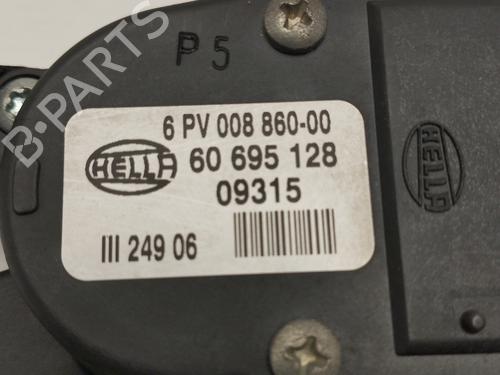 P 5
6 PV 008 860-00
HELLA
60 695 128
09315
III 249 06
HELLA
B-PARTS